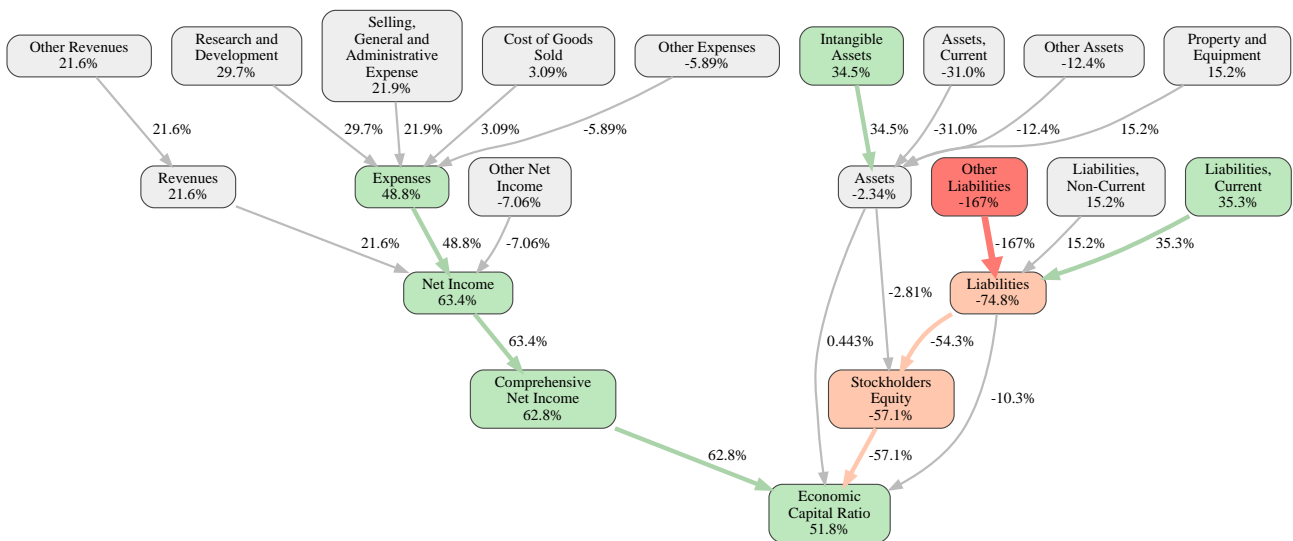 Other Revenues
21.6%
Research and
Development
29.7%
Selling,
General and
Administrative
Expense
21.9%
Cost of Goods
Sold
3.09%
Other Expenses
-5.89%
Intangible
Assets
34.5%
Assets,
Current
-31.0%
Other Assets
-12.4%
Property and
Equipment
15.2%
21.6%
29.7%
21.9%
3.09%
-5.89%
34.5%
-31.0%
-12.4%
15.2%
Revenues
21.6%
Expenses
48.8%
Other Net
Income
-7.06%
Assets
-2.34%
Other
Liabilities
-167%
Liabilities,
Non-Current
15.2%
Liabilities,
Current
35.3%
21.6%
48.8%
-7.06%
-167%
15.2%
35.3%
Net Income
63.4%
-2.81%
Liabilities
-74.8%
63.4%
0.443%
-54.3%
Comprehensive
Net Income
62.8%
Stockholders
Equity
-57.1%
-10.3%
62.8%
-57.1%
Economic
Capital Ratio
51.8%